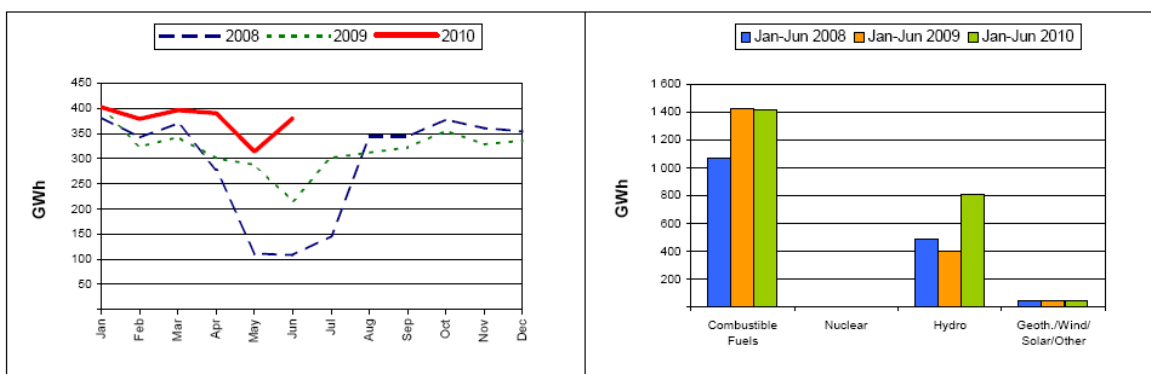 2008 2009 2010
GWh
450
400
350
300
250
200
150
100
50
Jan Feb Mar Apr May Jun Jul Aug Sep Oct Nov Dec
Jan-Jun 2008 Jan-Jun 2009 Jan-Jun 2010
GWh
1 600
1 400
1 200
1 000
800
600
400
200
Combustible Fuels
Nuclear
Hydro
Geoth./Wind/
Solar/Other